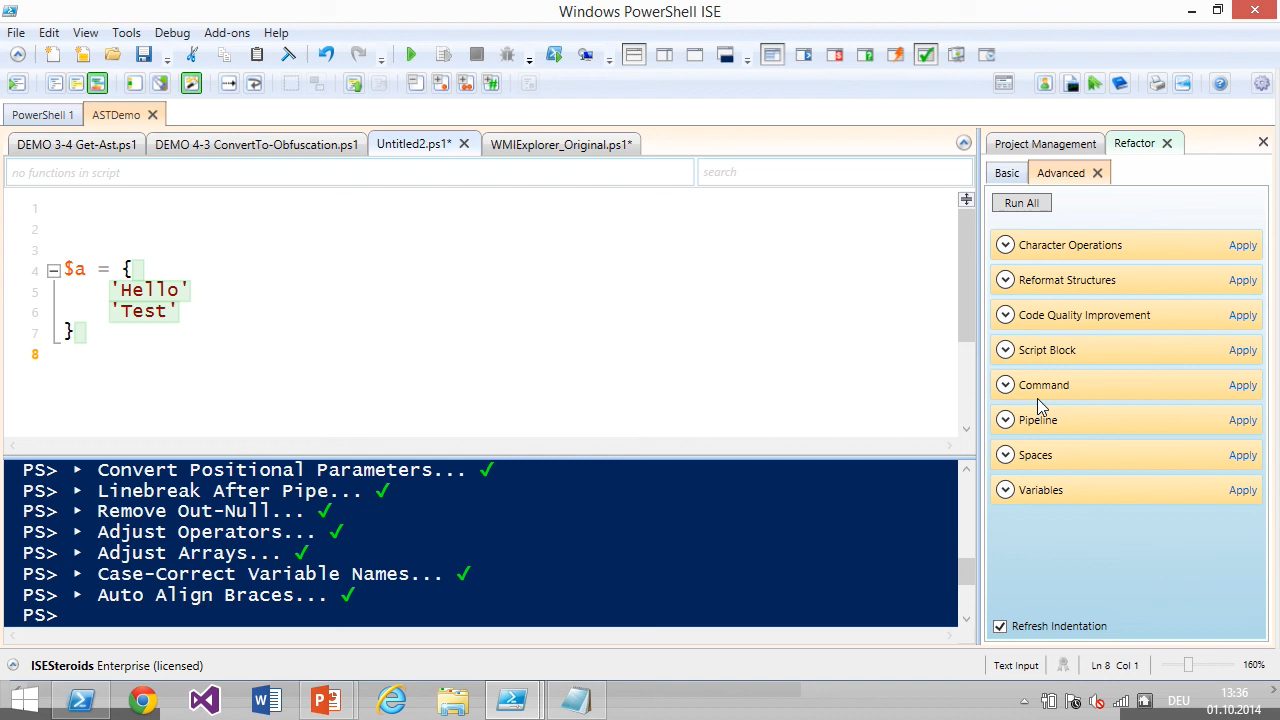 Windows PowerShell ISE
File Edit View Tools Debug Add-ons Help
PowerShell 1 ASTDemo
DEMO 3-4 Get-Ast.ps1 DEMO 4-3 ConvertTo-Obfuscation.ps1 Untitled2.ps1* WMIExplorer_Original.ps1*
no functions in script search
1
2
3
4 $a = {
5 'Hello'
6 'Test'
7 }
8
Project Management Refactor
Basic Advanced
Run All
Character Operations Apply
Reformat Structures Apply
Code Quality Improvement Apply
Script Block Apply
Command Apply
Pipeline Apply
Spaces Apply
Variables Apply
Refresh Indentation
PS> ▸ Convert Positional Parameters... ✓
PS> ▸ Linebreak After Pipe... ✓
PS> ▸ Remove Out-Null... ✓
PS> ▸ Adjust Operators... ✓
PS> ▸ Adjust Arrays... ✓
PS> ▸ Case-Correct Variable Names... ✓
PS> ▸ Auto Align Braces... ✓
PS>
ISESteroids Enterprise (licensed) Text Input Ln 8 Col 1 160%
DEU 13:36
01.10.2014